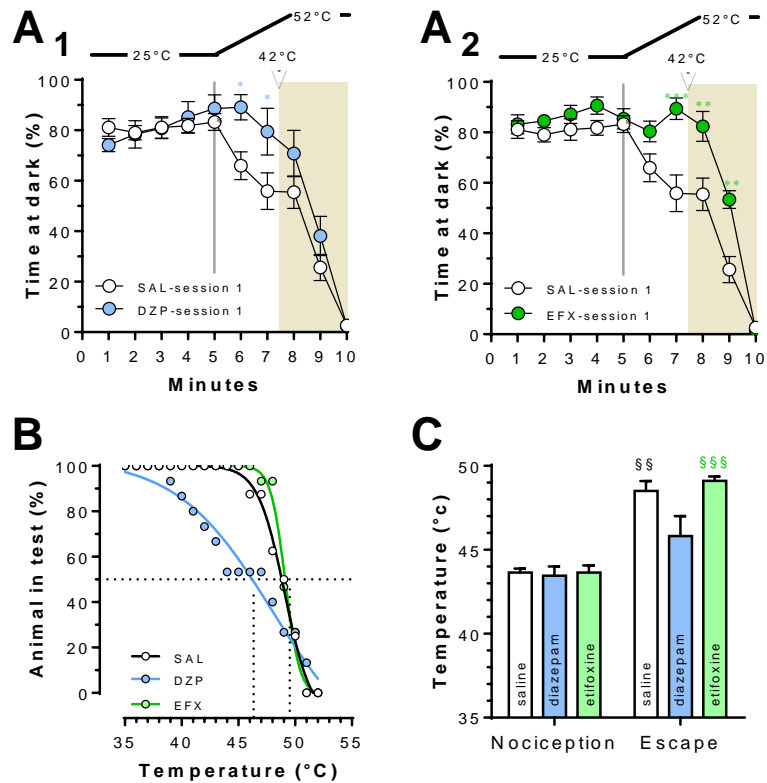 A1
52°C
25°C
42°C
Time at dark (%)
100
80
60
40
20
0
* *
SAL-session 1
DZP-session 1
0 1 2 3 4 5 6 7 8 9 10
Minutes
A2
52°C
25°C
42°C
Time at dark (%)
100
80
60
40
20
0
*** ** **
SAL-session 1
EFX-session 1
0 1 2 3 4 5 6 7 8 9 10
Minutes
B
Animal in test (%)
100
80
60
40
20
0
SAL
DZP
EFX
35 40 45 50 55
Temperature (°C)
C
Temperature (°c)
50
45
40
35
§§ §§§
saline diazepam etifoxine saline diazepam etifoxine
Nociception Escape